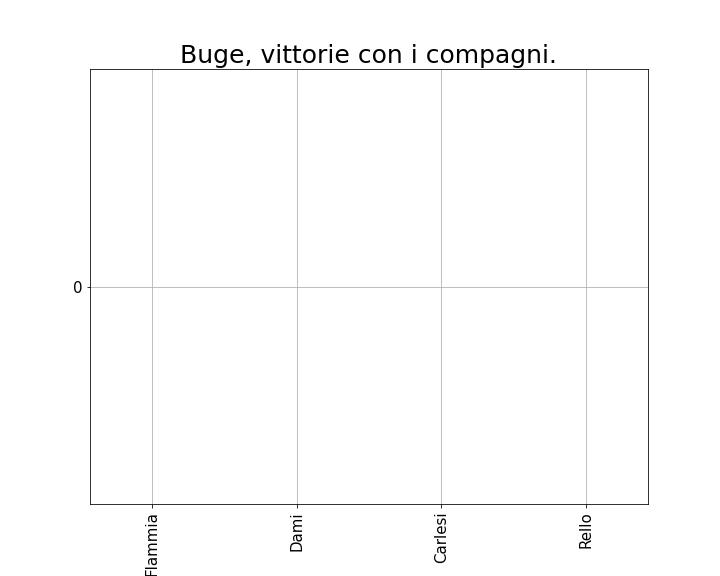 Buge, vittorie con i compagni.
0
Flammia
Dami
Carlesi
Rello